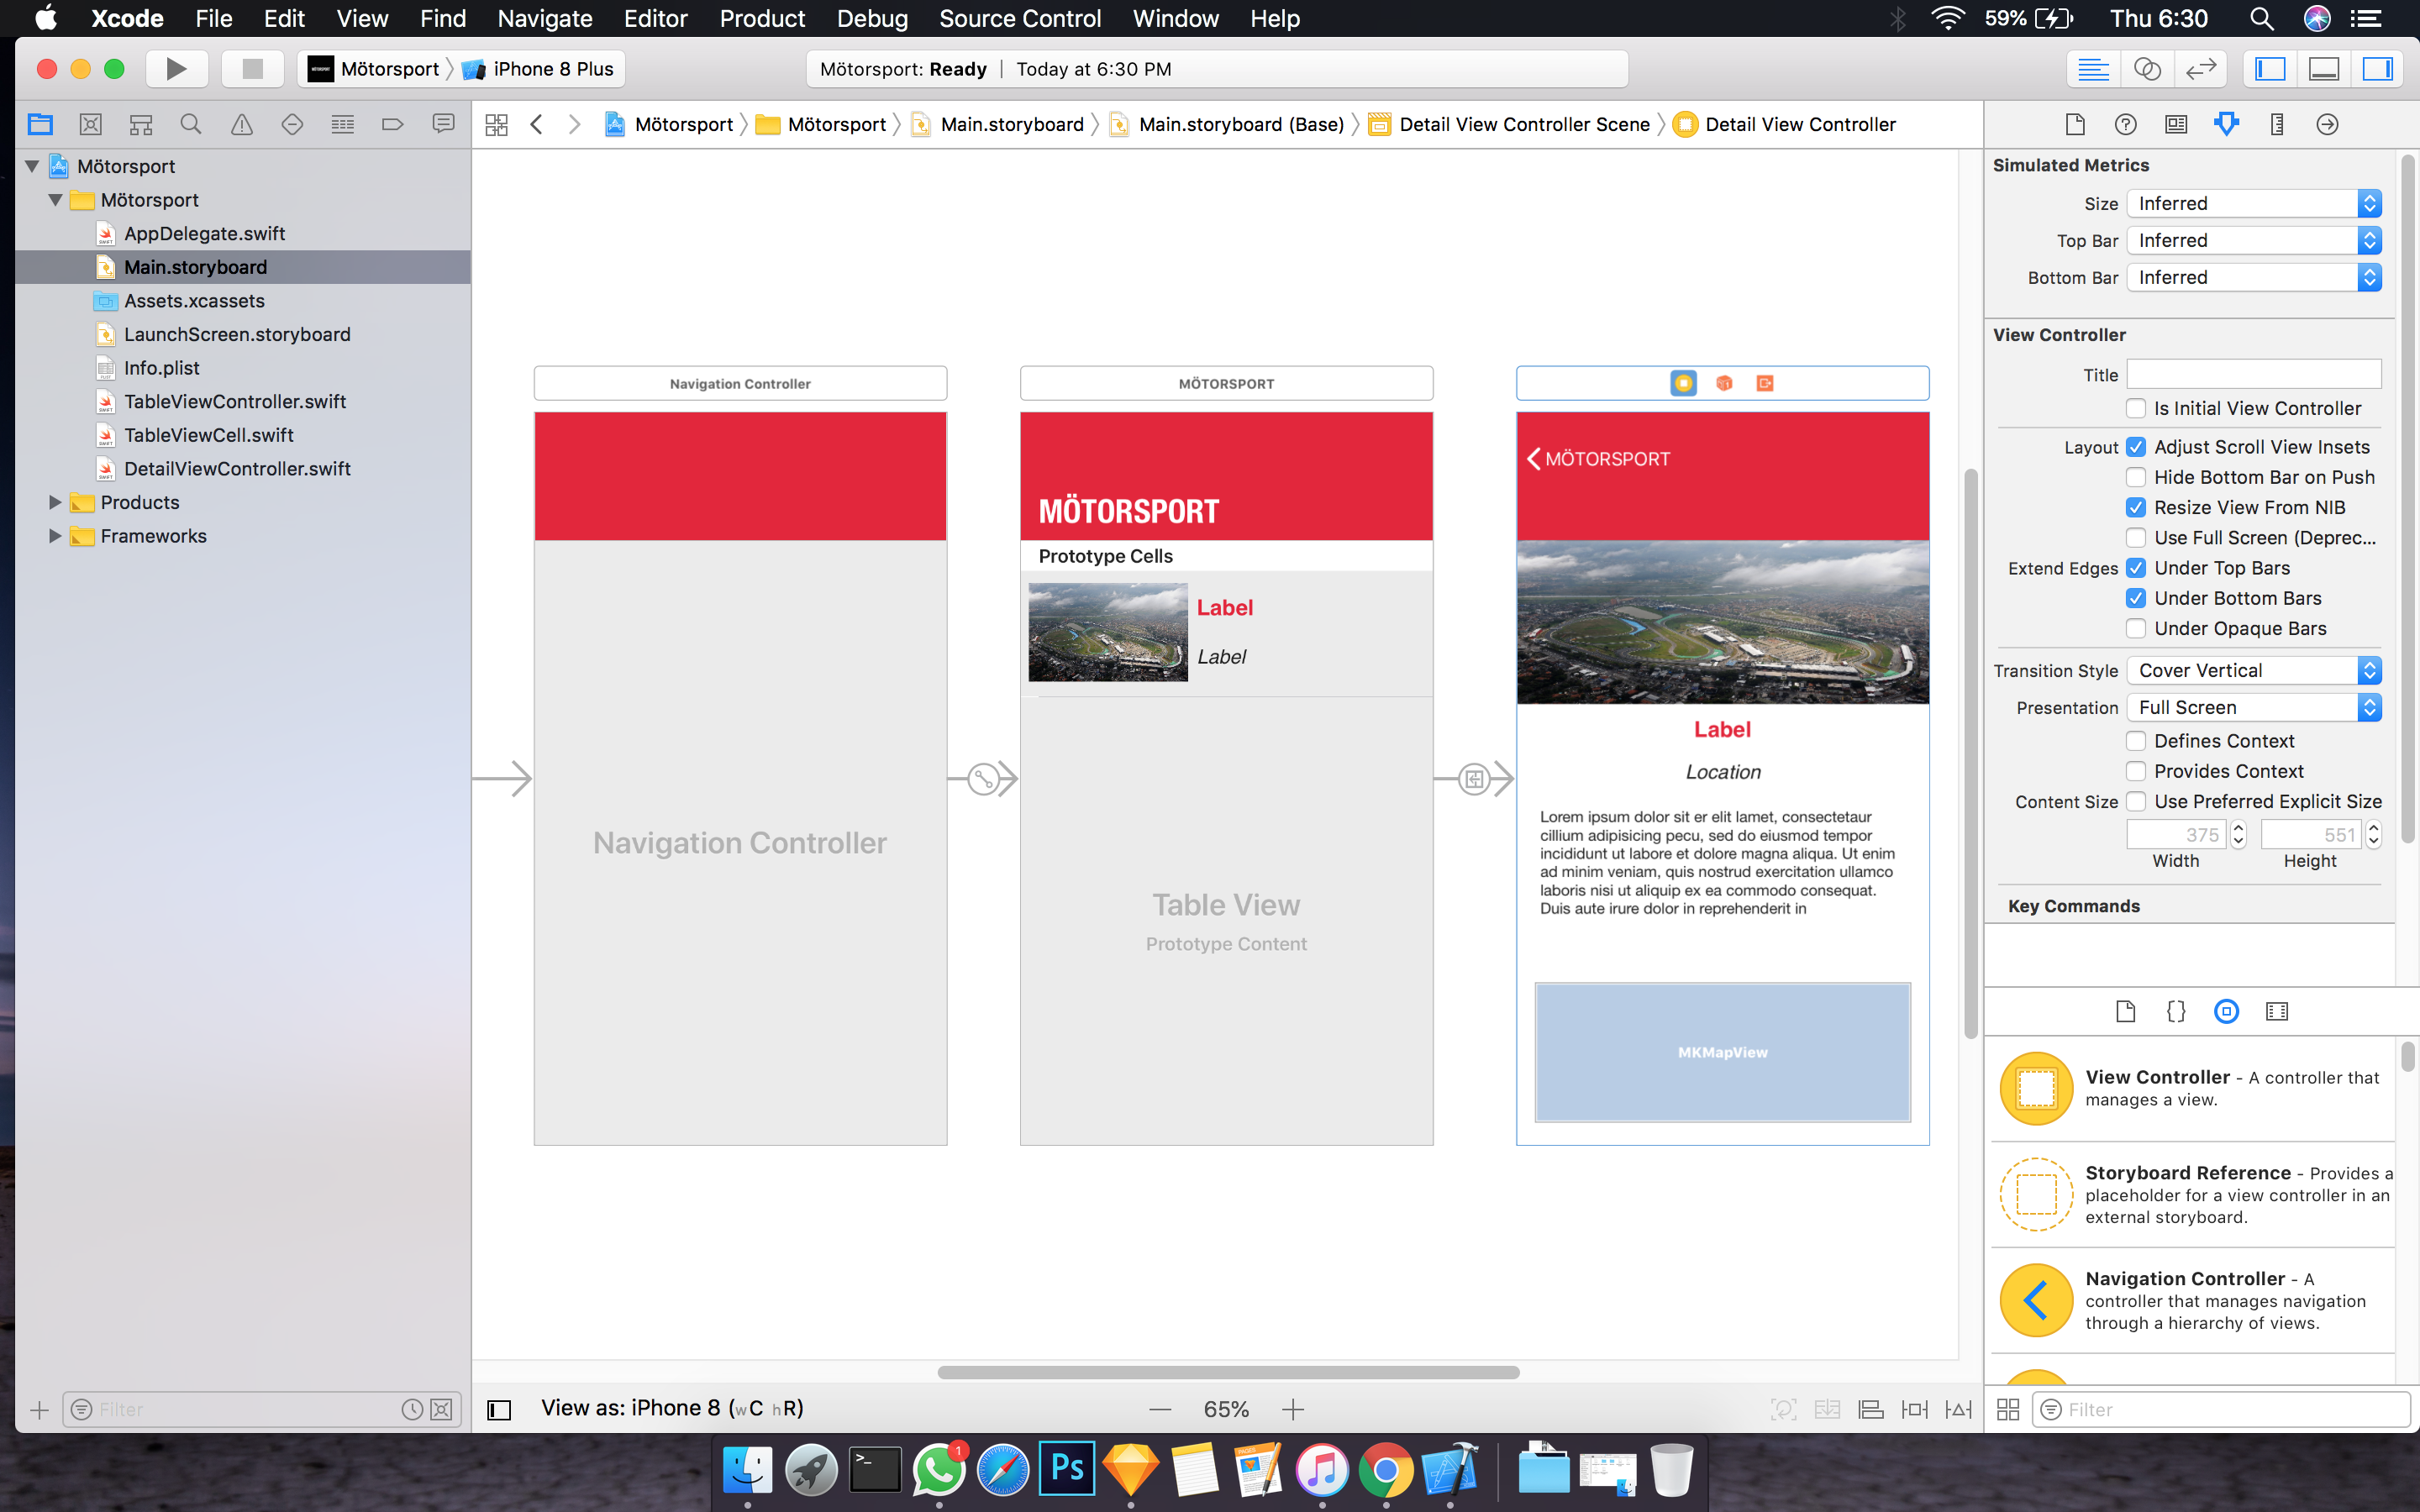 Xcode File Edit View Find Navigate Editor Product Debug Source Control Window Help
59% Thu 6:30
Mötorsport iPhone 8 Plus
Mötorsport: Ready | Today at 6:30 PM
Mötorsport Mötorsport Main.storyboard Main.storyboard (Base) Detail View Controller Scene Detail View Controller
Mötorsport
Mötorsport
AppDelegate.swift
Main.storyboard
Assets.xcassets
LaunchScreen.storyboard
Info.plist
TableViewController.swift
TableViewCell.swift
DetailViewController.swift
Products
Frameworks
Filter
Navigation Controller
Navigation Controller
MÖTORSPORT
MÖTORSPORT
Prototype Cells
Label
Label
Table View
Prototype Content
MÖTORSPORT
Label
Location
Lorem ipsum dolor sit er elit lamet, consectetaur
cillium adipisicing pecu, sed do eiusmod tempor
incididunt ut labore et dolore magna aliqua. Ut enim
ad minim veniam, quis nostrud exercitation ullamco
laboris nisi ut aliquip ex ea commodo consequat.
Duis aute irure dolor in reprehenderit in
MKMapView
View as: iPhone 8 (wC hR)
65%
Simulated Metrics
Size Inferred
Top Bar Inferred
Bottom Bar Inferred
View Controller
Title
Is Initial View Controller
Layout Adjust Scroll View Insets
Hide Bottom Bar on Push
Resize View From NIB
Use Full Screen (Deprec...
Extend Edges Under Top Bars
Under Bottom Bars
Under Opaque Bars
Transition Style Cover Vertical
Presentation Full Screen
Defines Context
Provides Context
Content Size Use Preferred Explicit Size
375 551
Width Height
Key Commands
View Controller - A controller that
manages a view.
Storyboard Reference - Provides a
placeholder for a view controller in an
external storyboard.
Navigation Controller - A
controller that manages navigation
through a hierarchy of views.
Filter
>_
1
Ps